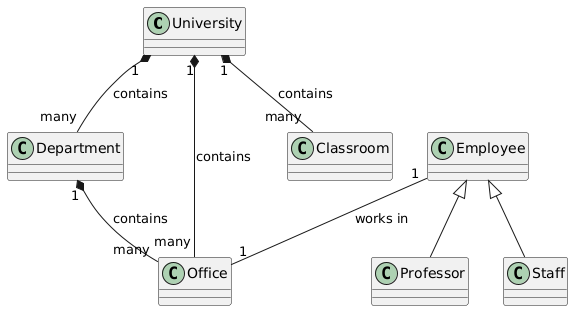 C University
1
1
1
contains
contains
many
many
C Department
C Classroom
C Employee
contains
1
1
contains
works in
many
many
1
C Office
C Professor
C Staff